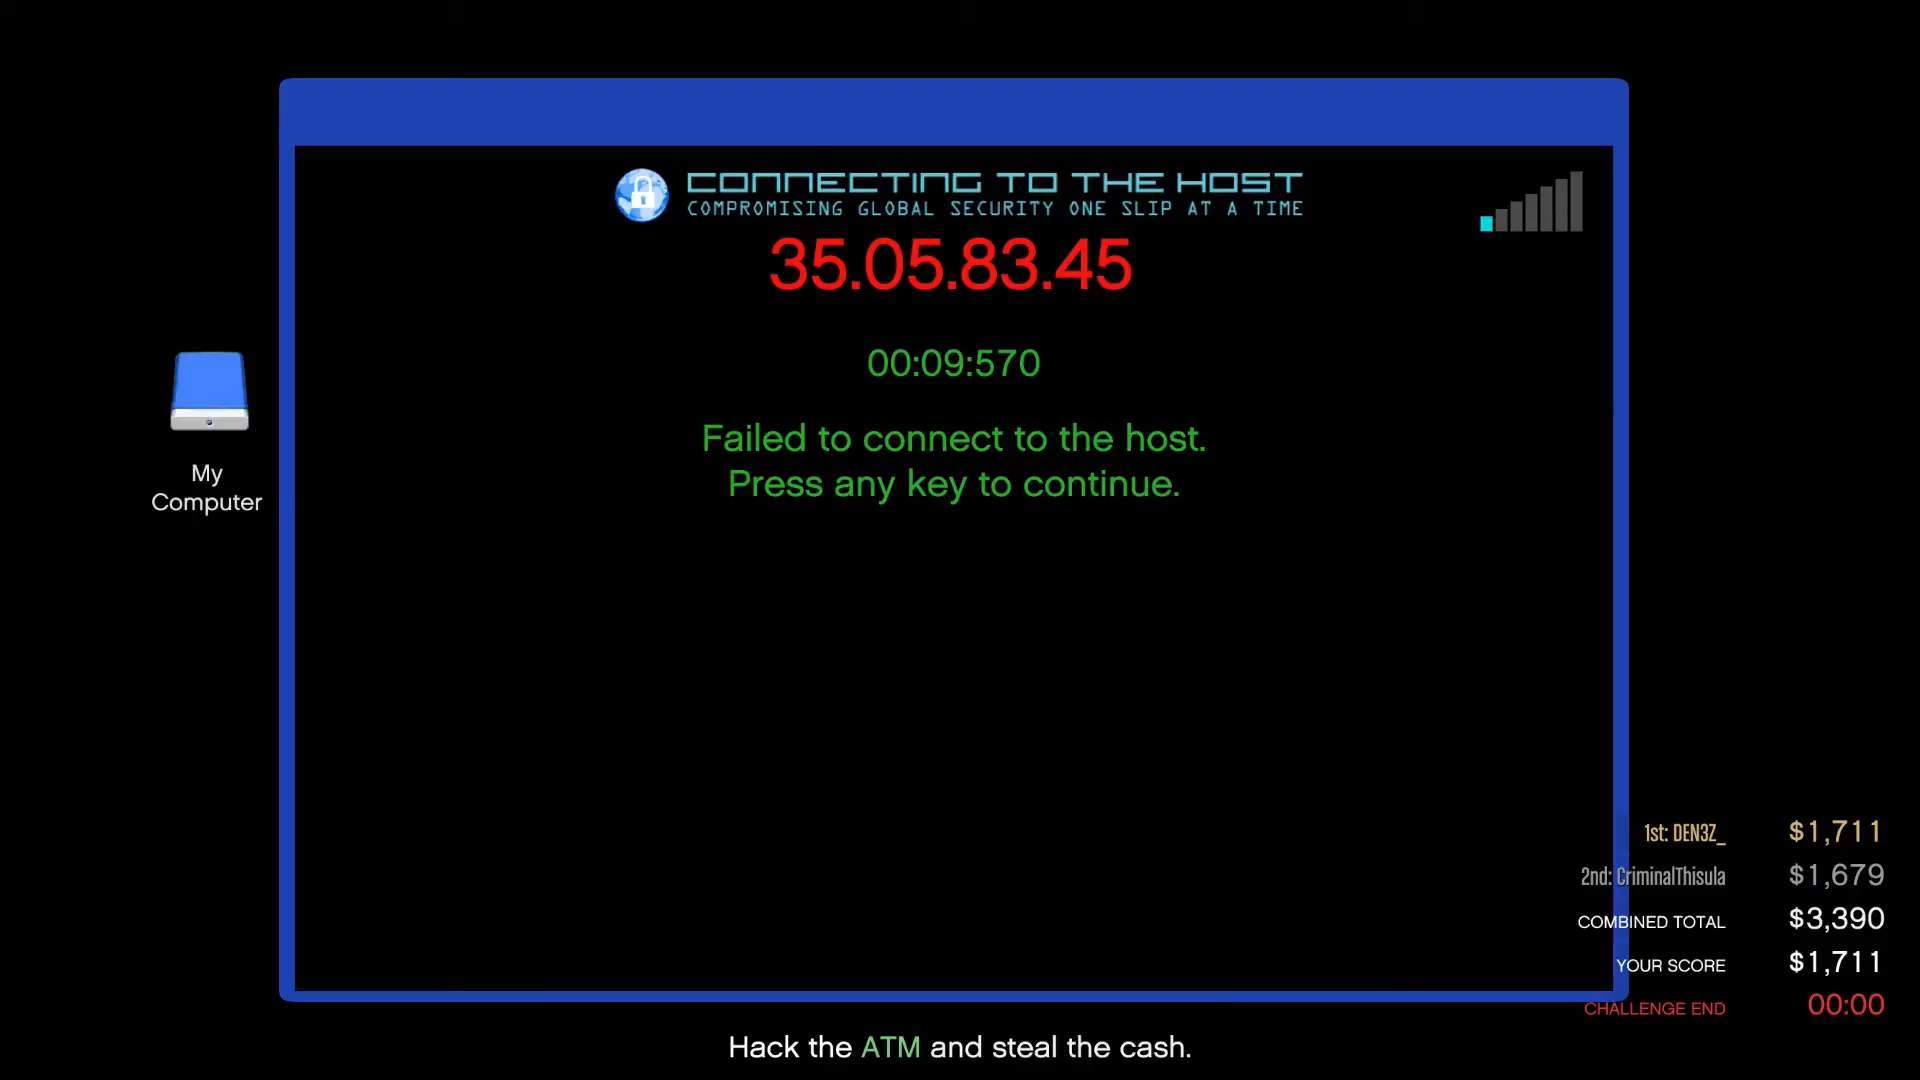 CONNECTING TO THE HOST
COMPROMISING GLOBAL SECURITY ONE SLIP AT A TIME
35.05.83.45
00:09:570
Failed to connect to the host.
Press any key to continue.
My
Computer
1st: DEN3Z_ $1,711
2nd: CriminalThisula $1,679
COMBINED TOTAL $3,390
YOUR SCORE $1,711
CHALLENGE END 00:00
Hack the ATM and steal the cash.